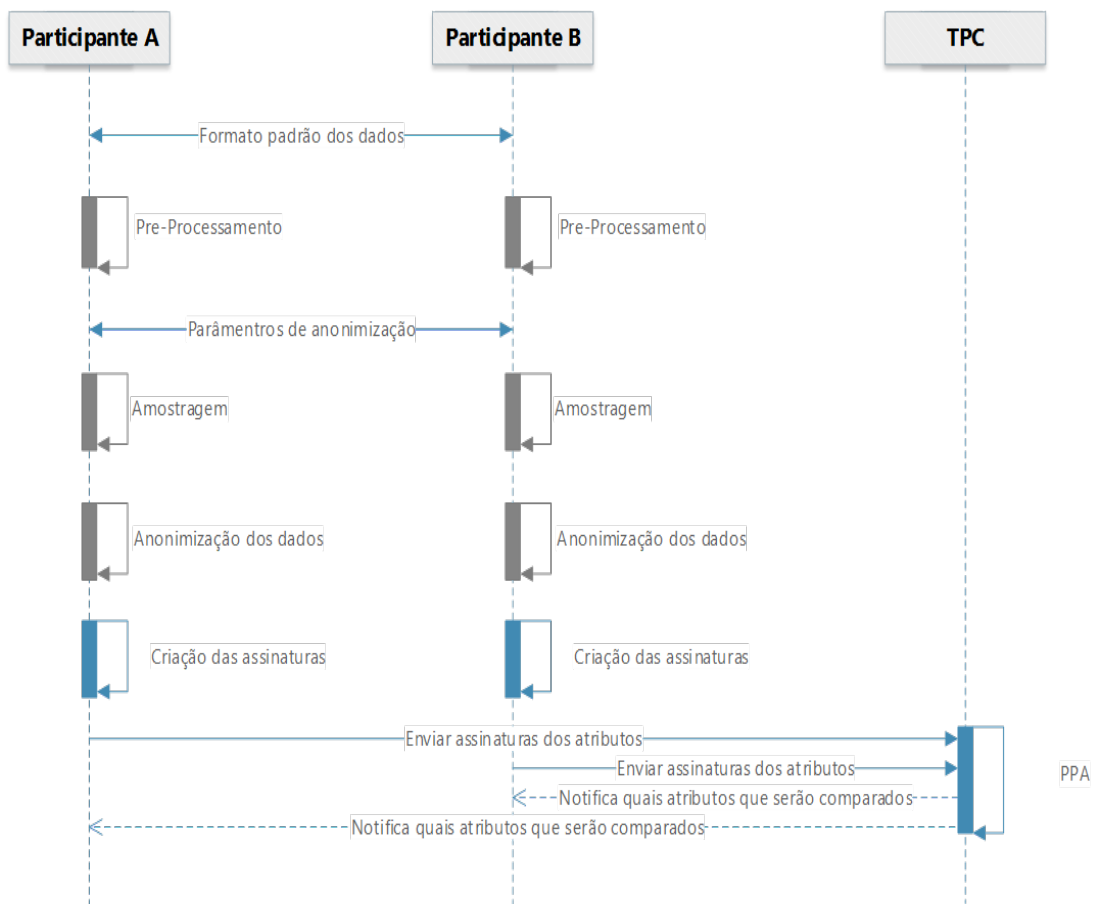 Participante A
Participante B
TPC
Formato padrão dos dados
Pre-Processamento
Pre-Processamento
Parâmentros de anonimização
Amostragem
Amostragem
Anonimização dos dados
Anonimização dos dados
Criação das assinaturas
Criação das assinaturas
Enviar assinaturas dos atributos
Enviar assinaturas dos atributos
PPA
Notifica quais atributos que serão comparados
Notifica quais atributos que serão comparados